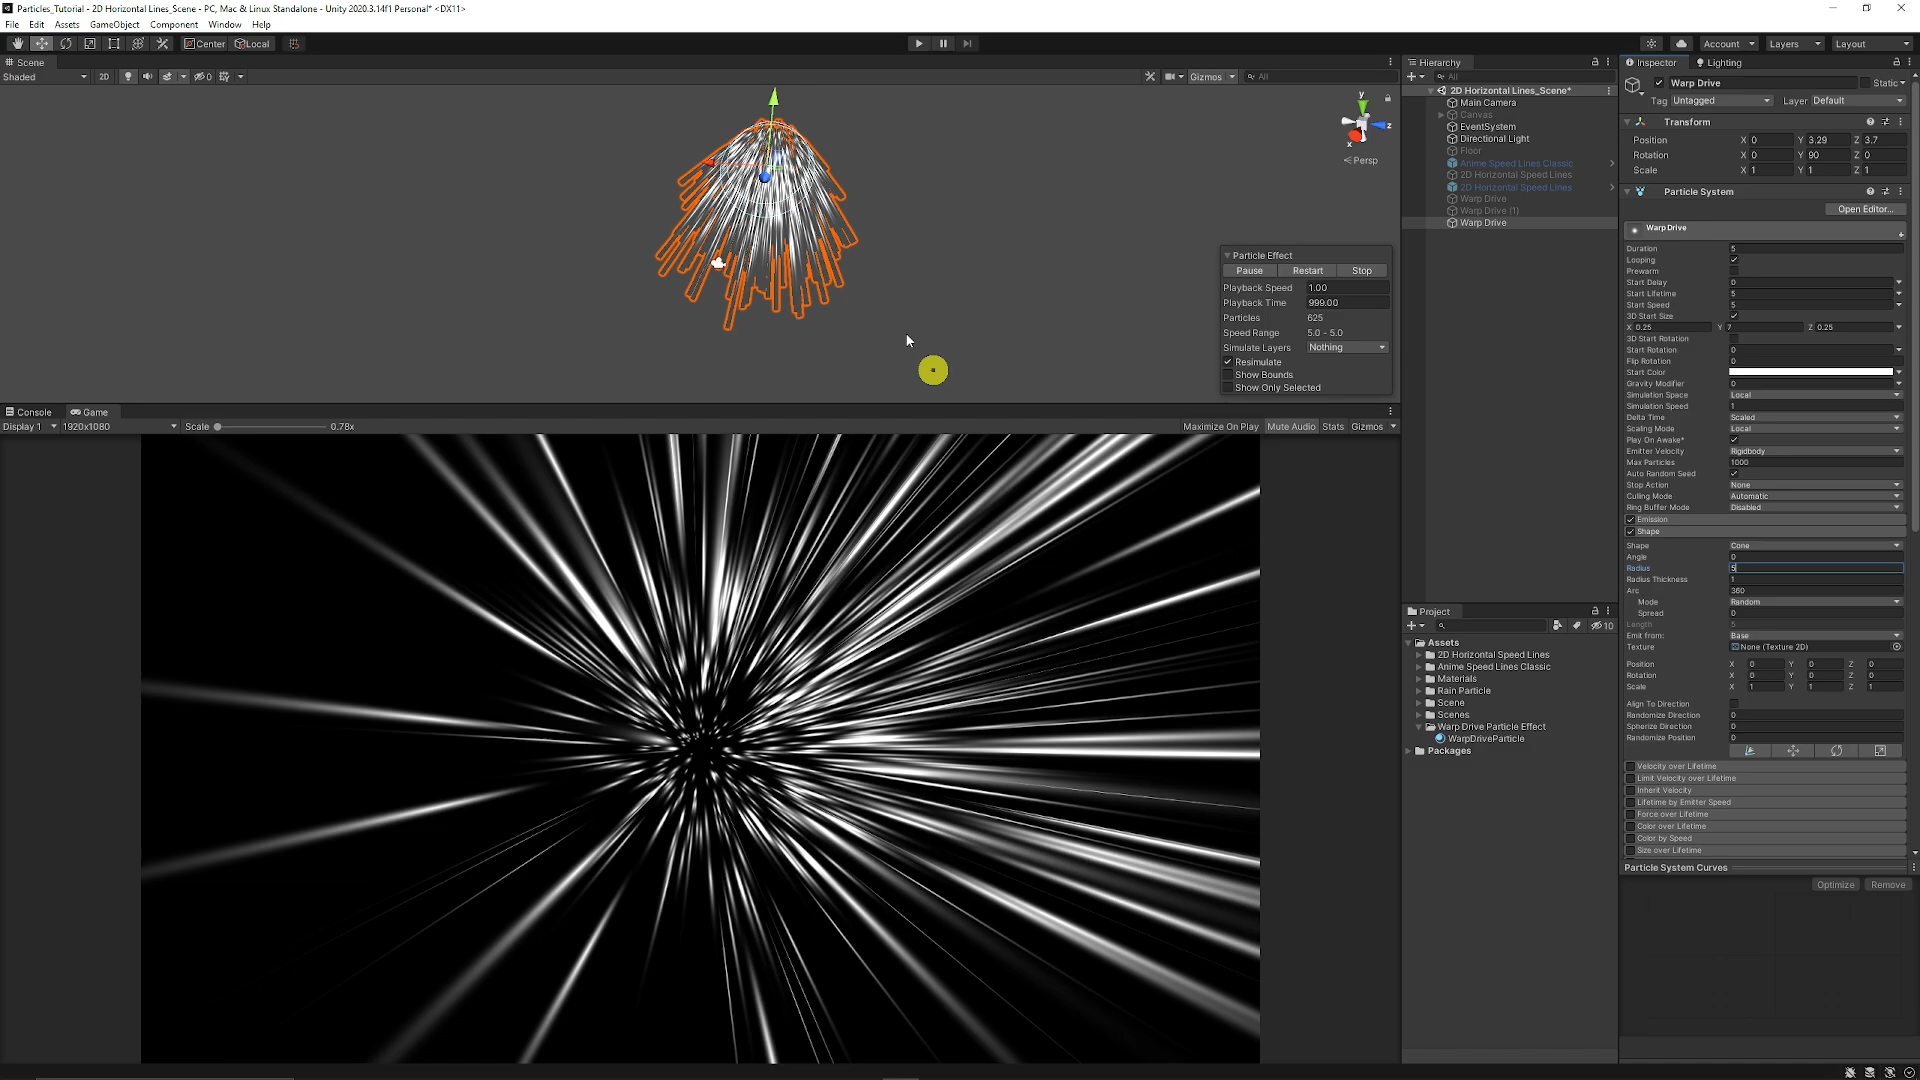 Particles_Tutorial - 2D Horizontal Lines_Scene - PC, Mac & Linux Standalone - Unity 2020.3.14f1 Personal* <DX11>
File Edit Assets GameObject Component Window Help
Center Local
Account Layers Layout
Scene
Shaded 2D 0 Gizmos All
y
z
x
Persp
Particle Effect
Pause Restart Stop
Playback Speed 1.00
Playback Time 999.00
Particles 625
Speed Range 5.0 - 5.0
Simulate Layers Nothing
Resimulate
Show Bounds
Show Only Selected
Console Game
Display 1 1920x1080 Scale 0.78x Maximize On Play Mute Audio Stats Gizmos
Hierarchy
All
2D Horizontal Lines_Scene*
Main Camera
Canvas
EventSystem
Directional Light
Floor
Anime Speed Lines Classic
2D Horizontal Speed Lines
2D Horizontal Speed Lines
Warp Drive
Warp Drive (1)
Warp Drive
Project
10
Assets
2D Horizontal Speed Lines
Anime Speed Lines Classic
Materials
Rain Particle
Scene
Scenes
Warp Drive Particle Effect
WarpDriveParticle
Packages
Inspector Lighting
Warp Drive Static
Tag Untagged Layer Default
Transform
Position X 0 Y 3.29 Z 3.7
Rotation X 0 Y 90 Z 0
Scale X 1 Y 1 Z 1
Particle System
Open Editor...
Warp Drive
Duration 5
Looping
Prewarm
Start Delay 0
Start Lifetime 5
Start Speed 5
3D Start Size
X 0.25 Y 7 Z 0.25
3D Start Rotation
Start Rotation 0
Flip Rotation 0
Start Color
Gravity Modifier 0
Simulation Space Local
Simulation Speed 1
Delta Time Scaled
Scaling Mode Local
Play On Awake*
Emitter Velocity Rigidbody
Max Particles 1000
Auto Random Seed
Stop Action None
Culling Mode Automatic
Ring Buffer Mode Disabled
Emission
Shape
Shape Cone
Angle 0
Radius 5
Radius Thickness 1
Arc 360
Mode Random
Spread 0
Length 5
Emit from: Base
Texture None (Texture 2D)
Position X 0 Y 0 Z 0
Rotation X 0 Y 0 Z 0
Scale X 1 Y 1 Z 1
Align To Direction
Randomize Direction 0
Spherize Direction 0
Randomize Position 0
Velocity over Lifetime
Limit Velocity over Lifetime
Inherit Velocity
Lifetime by Emitter Speed
Force over Lifetime
Color over Lifetime
Color by Speed
Size over Lifetime
Particle System Curves
Optimize Remove